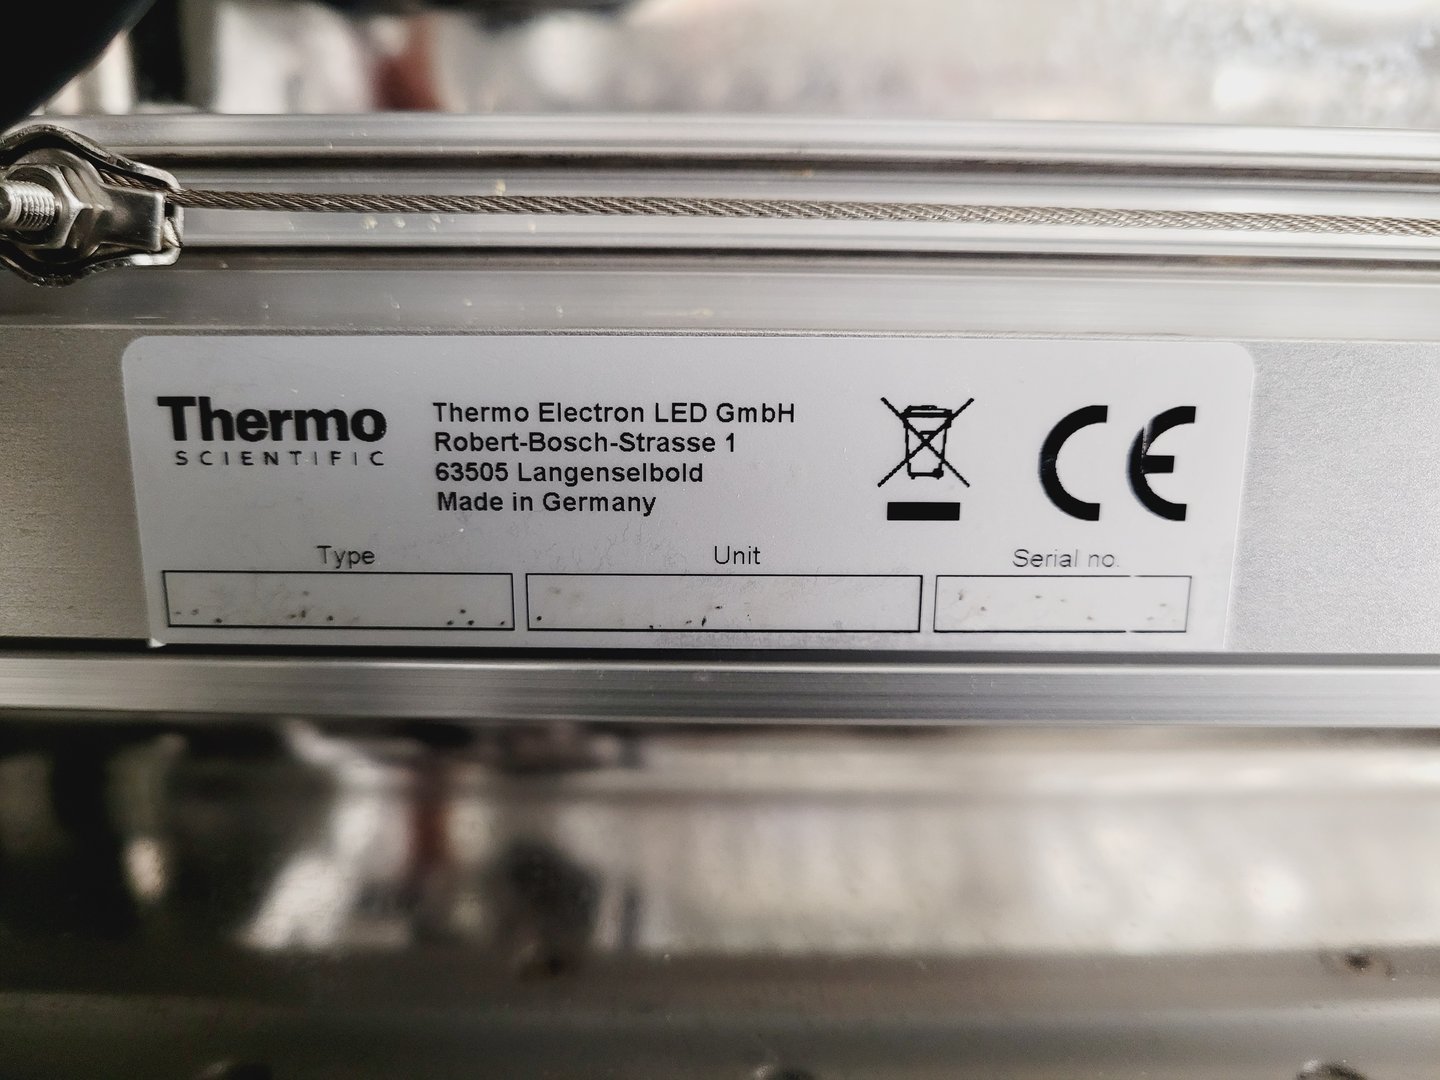 Thermo
SCIENTIFIC
Thermo Electron LED GmbH
Robert-Bosch-Strasse 1
63505 Langenselbold
Made in Germany
CE
Type
Unit
Serial no.